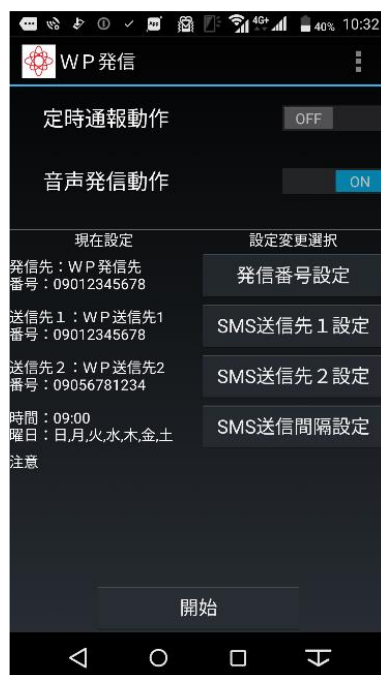 4G+ 40% 10:32
WP発信
定時通報動作 OFF
音声発信動作 ON
現在設定 設定変更選択
発信先：WP発信先
番号：09012345678
発信番号設定
送信先１：WP送信先1
番号：09012345678
SMS送信先１設定
送信先２：WP送信先2
番号：09056781234
SMS送信先２設定
時間：09:00
曜日：日,月,火,水,木,金,土
SMS送信間隔設定
注意
開始